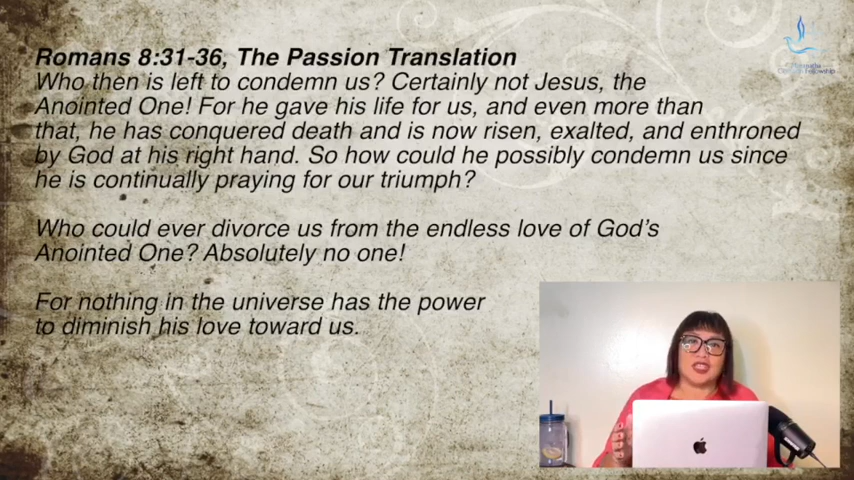 Romans 8:31-36, The Passion Translation
Who then is left to condemn us? Certainly not Jesus, the
Anointed One! For he gave his life for us, and even more than
that, he has conquered death and is now risen, exalted, and enthroned
by God at his right hand. So how could he possibly condemn us since
he is continually praying for our triumph?
Who could ever divorce us from the endless love of God's
Anointed One? Absolutely no one!
For nothing in the universe has the power
to diminish his love toward us.
Fellowship